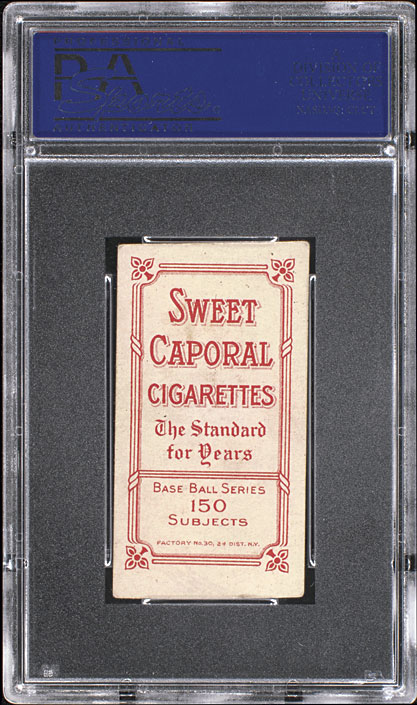 PSA
SWEET
CAPORAL
CIGARETTES
The Standard
for Years
BASE BALL SERIES
150
SUBJECTS
FACTORY No. 30, 2d DIST. N.Y.